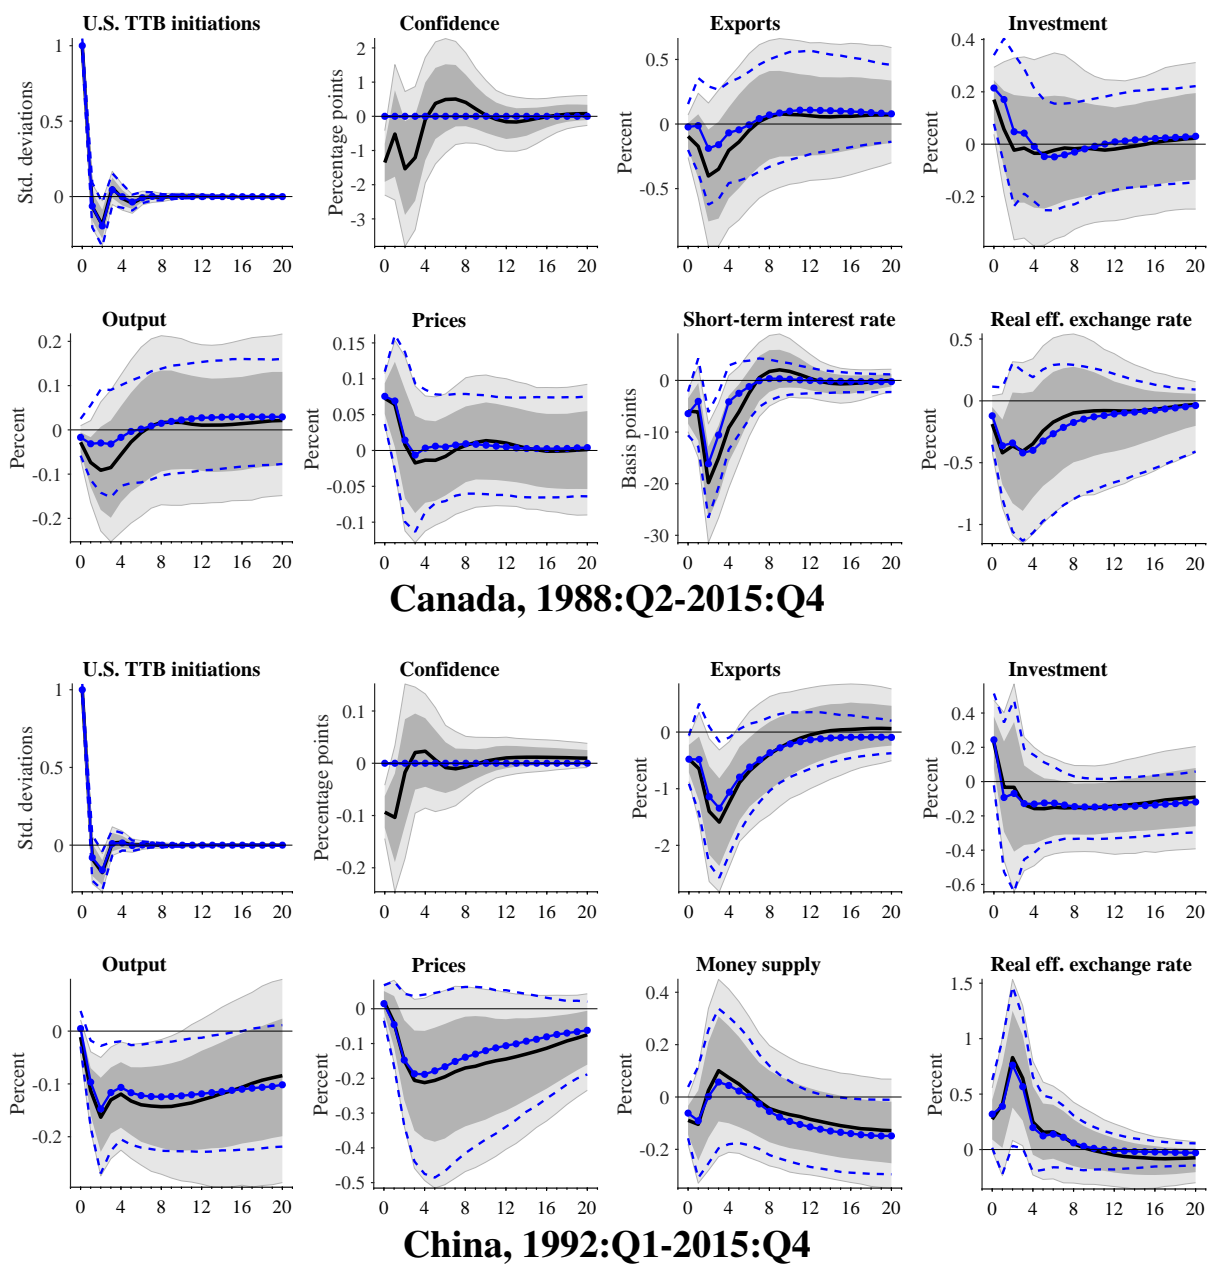 U.S. TTB initiations
Std. deviations
1
0.5
0
0 4 8 12 16 20
Confidence
Percentage points
2
1
0
-1
-2
-3
0 4 8 12 16 20
Exports
Percent
0.5
0
-0.5
0 4 8 12 16 20
Investment
Percent
0.4
0.2
0
-0.2
0 4 8 12 16 20
Output
Percent
0.2
0.1
0
-0.1
-0.2
0 4 8 12 16 20
Prices
Percent
0.15
0.1
0.05
0
-0.05
-0.1
0 4 8 12 16 20
Short-term interest rate
Basis points
0
-10
-20
-30
0 4 8 12 16 20
Real eff. exchange rate
Percent
0.5
0
-0.5
-1
0 4 8 12 16 20
Canada, 1988:Q2-2015:Q4
U.S. TTB initiations
Std. deviations
1
0.5
0
0 4 8 12 16 20
Confidence
Percentage points
0.1
0
-0.1
-0.2
0 4 8 12 16 20
Exports
Percent
0
-1
-2
0 4 8 12 16 20
Investment
Percent
0.4
0.2
0
-0.2
-0.4
-0.6
0 4 8 12 16 20
Output
Percent
0
-0.1
-0.2
0 4 8 12 16 20
Prices
Percent
0
-0.1
-0.2
-0.3
-0.4
-0.5
0 4 8 12 16 20
Money supply
Percent
0.4
0.2
0
-0.2
0 4 8 12 16 20
Real eff. exchange rate
Percent
1.5
1
0.5
0
0 4 8 12 16 20
China, 1992:Q1-2015:Q4